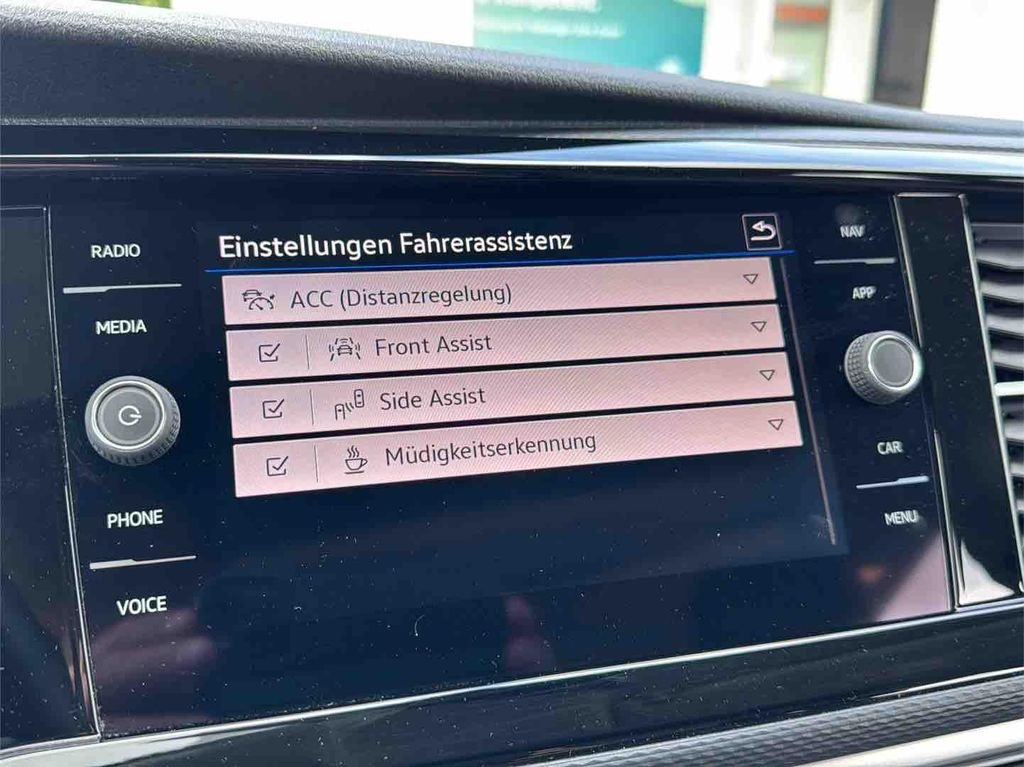 RADIO
MEDIA
PHONE
VOICE
Einstellungen Fahrerassistenz
ACC (Distanzregelung)
Front Assist
Side Assist
Müdigkeitserkennung
NAV
APP
CAR
MENU